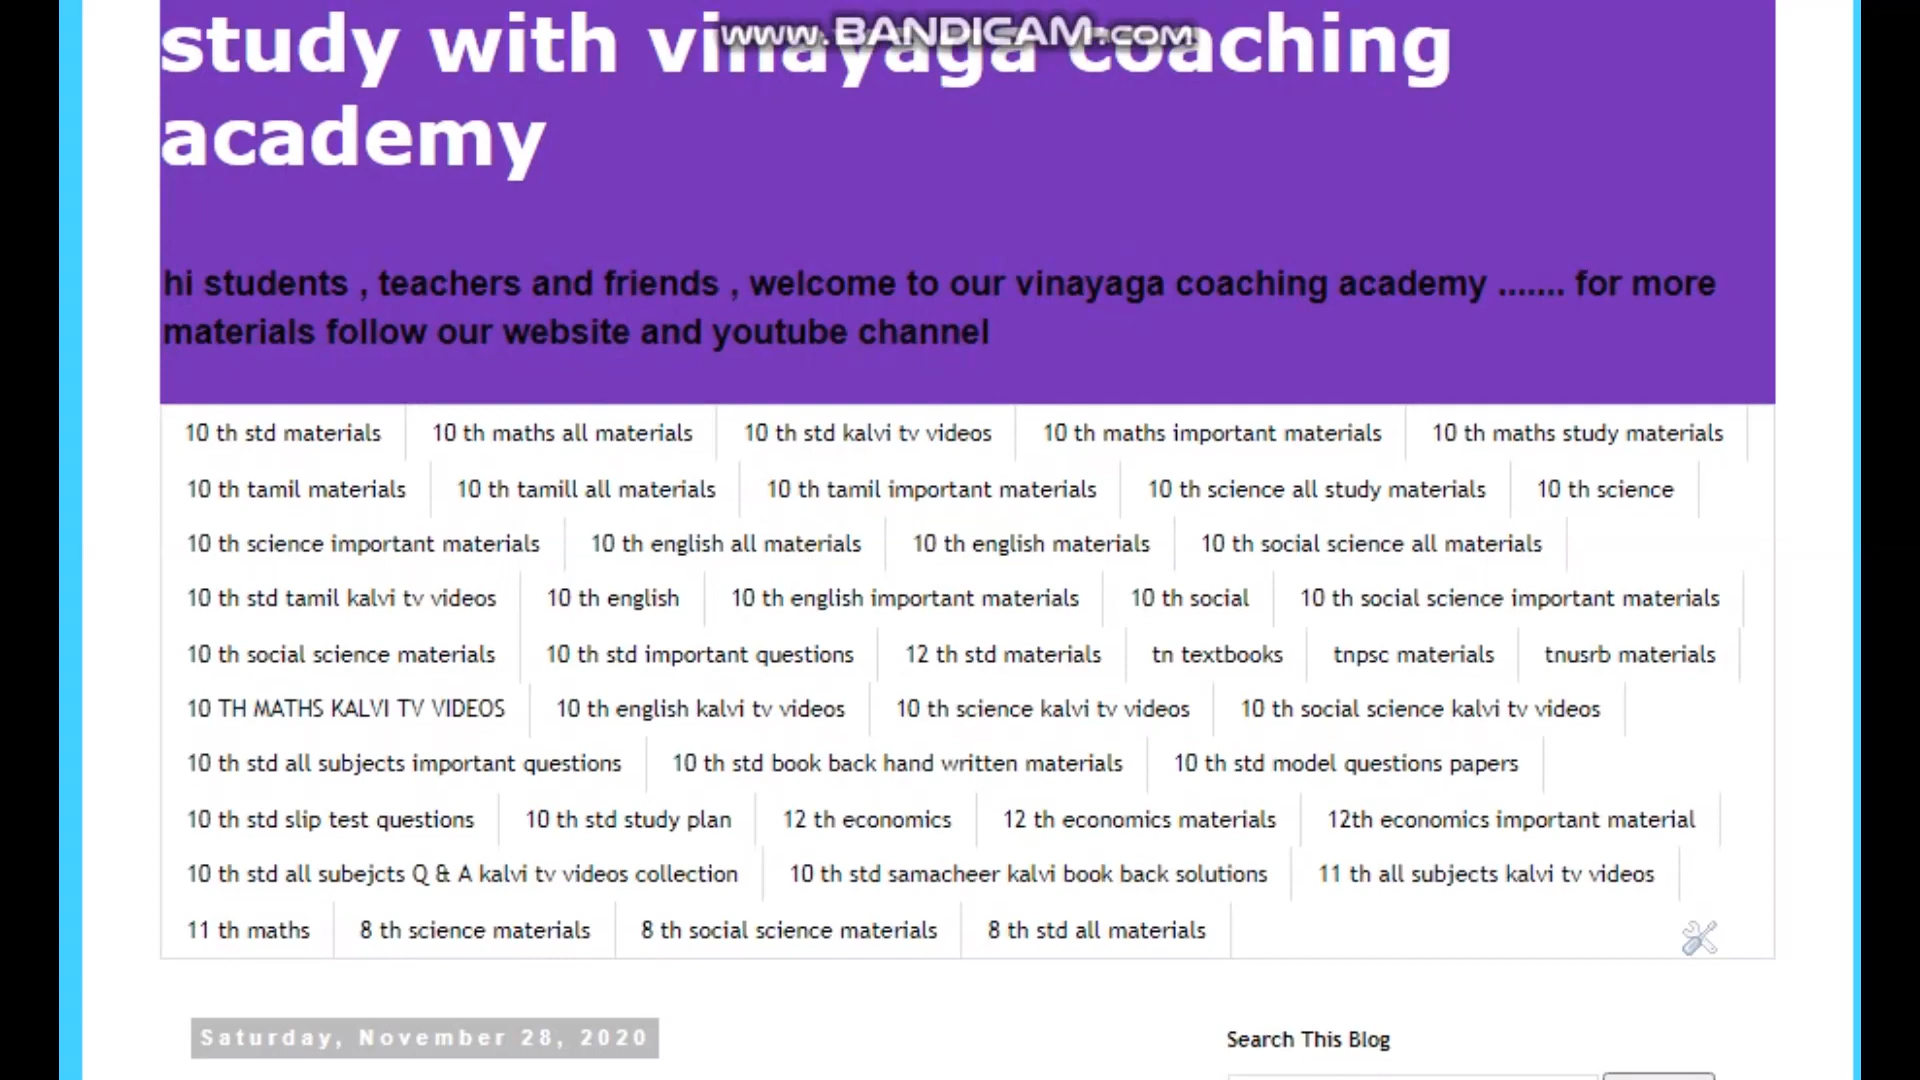 www.BANDICAM.com
study with vinayaga coaching
academy
hi students , teachers and friends , welcome to our vinayaga coaching academy ....... for more
materials follow our website and youtube channel
10 th std materials 10 th maths all materials 10 th std kalvi tv videos 10 th maths important materials 10 th maths study materials
10 th tamil materials 10 th tamill all materials 10 th tamil important materials 10 th science all study materials 10 th science
10 th science important materials 10 th english all materials 10 th english materials 10 th social science all materials
10 th std tamil kalvi tv videos 10 th english 10 th english important materials 10 th social 10 th social science important materials
10 th social science materials 10 th std important questions 12 th std materials tn textbooks tnpsc materials tnusrb materials
10 TH MATHS KALVI TV VIDEOS 10 th english kalvi tv videos 10 th science kalvi tv videos 10 th social science kalvi tv videos
10 th std all subjects important questions 10 th std book back hand written materials 10 th std model questions papers
10 th std slip test questions 10 th std study plan 12 th economics 12 th economics materials 12th economics important material
10 th std all subejcts Q & A kalvi tv videos collection 10 th std samacheer kalvi book back solutions 11 th all subjects kalvi tv videos
11 th maths 8 th science materials 8 th social science materials 8 th std all materials
Saturday, November 28, 2020
Search This Blog